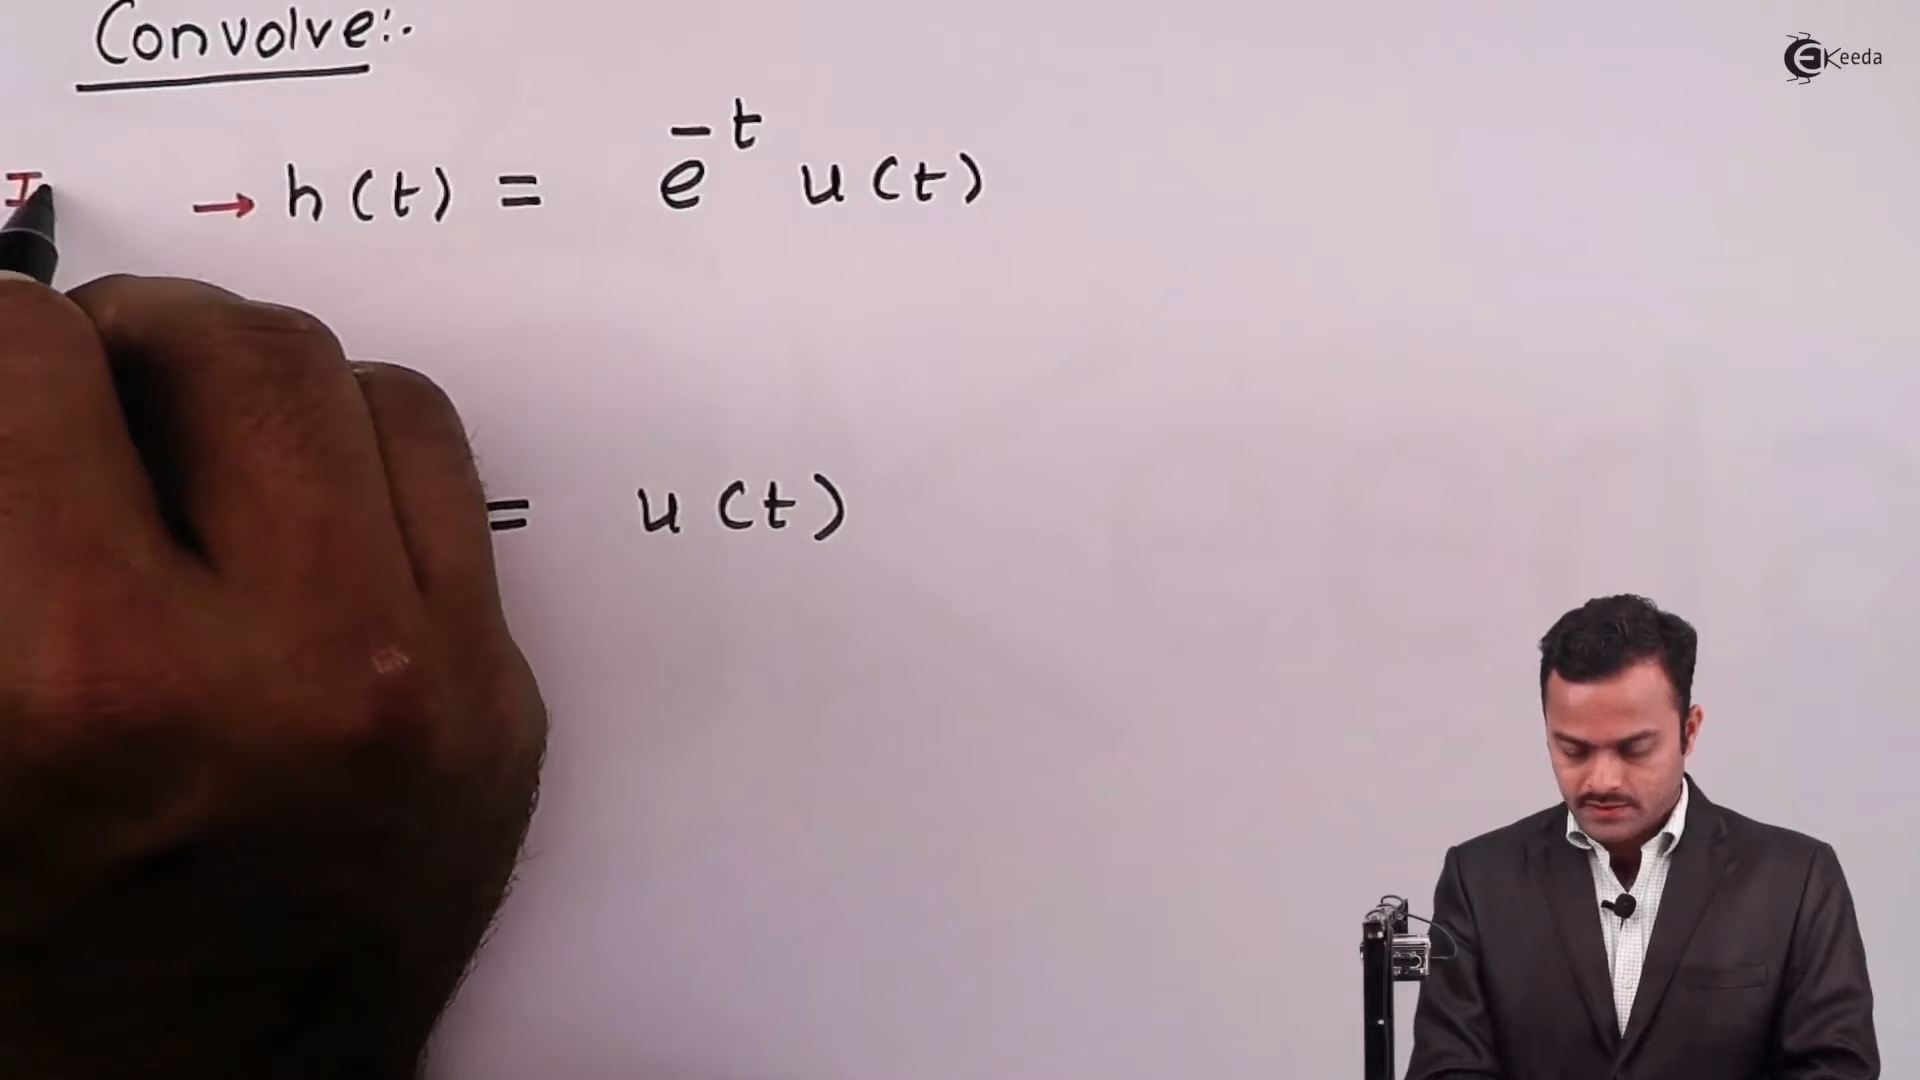 Convolve:.
EKeeda
→ h(t) = e^-t u(t)
= u(t)